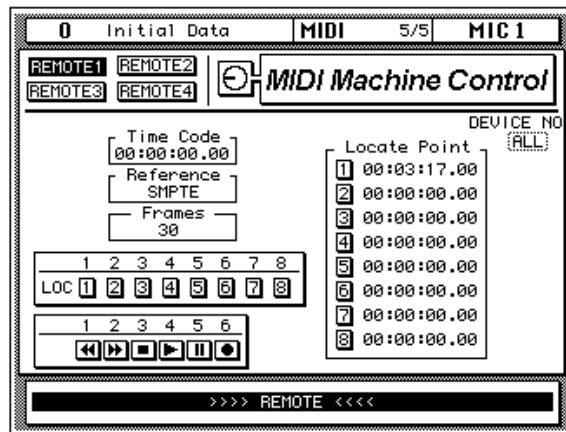 0 Initial Data MIDI 5/5 MIC 1
REMOTE1 REMOTE2
REMOTE3 REMOTE4
MIDI Machine Control
DEVICE NO
ALL
Time Code
00:00:00.00
Reference
SMPTE
Frames
30
Locate Point
1 00:03:17.00
2 00:00:00.00
3 00:00:00.00
4 00:00:00.00
5 00:00:00.00
6 00:00:00.00
7 00:00:00.00
8 00:00:00.00
1 2 3 4 5 6 7 8
LOC 1 2 3 4 5 6 7 8
1 2 3 4 5 6
>>>> REMOTE <<<<